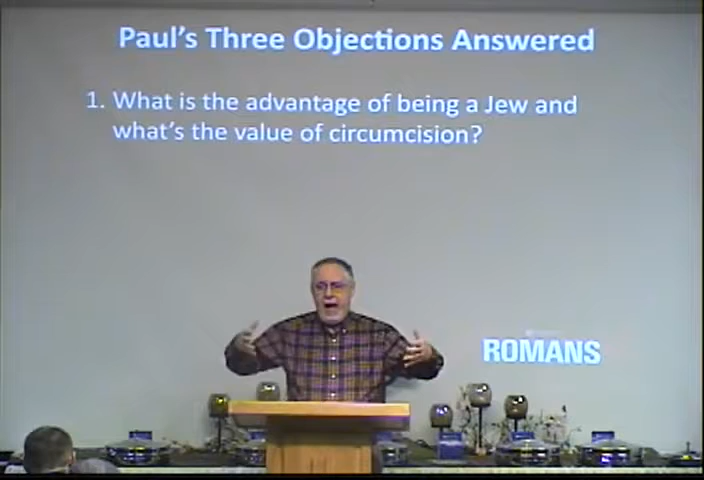 Paul's Three Objections Answered
1. What is the advantage of being a Jew and
what's the value of circumcision?
ROMANS